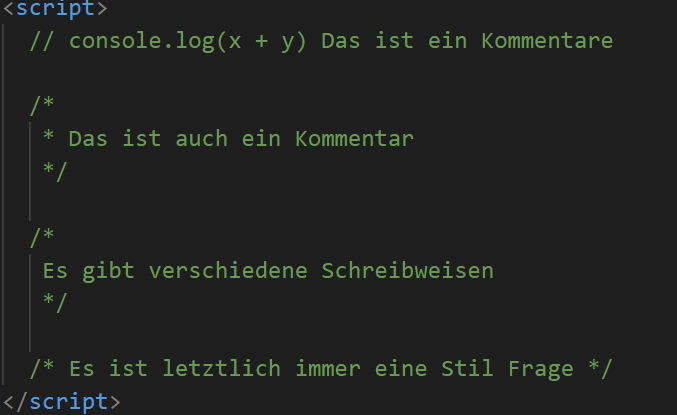 <script>
// console.log(x + y) Das ist ein Kommentare
/*
* Das ist auch ein Kommentar
*/
/*
Es gibt verschiedene Schreibweisen
*/
/* Es ist letztlich immer eine Stil Frage */
</script>